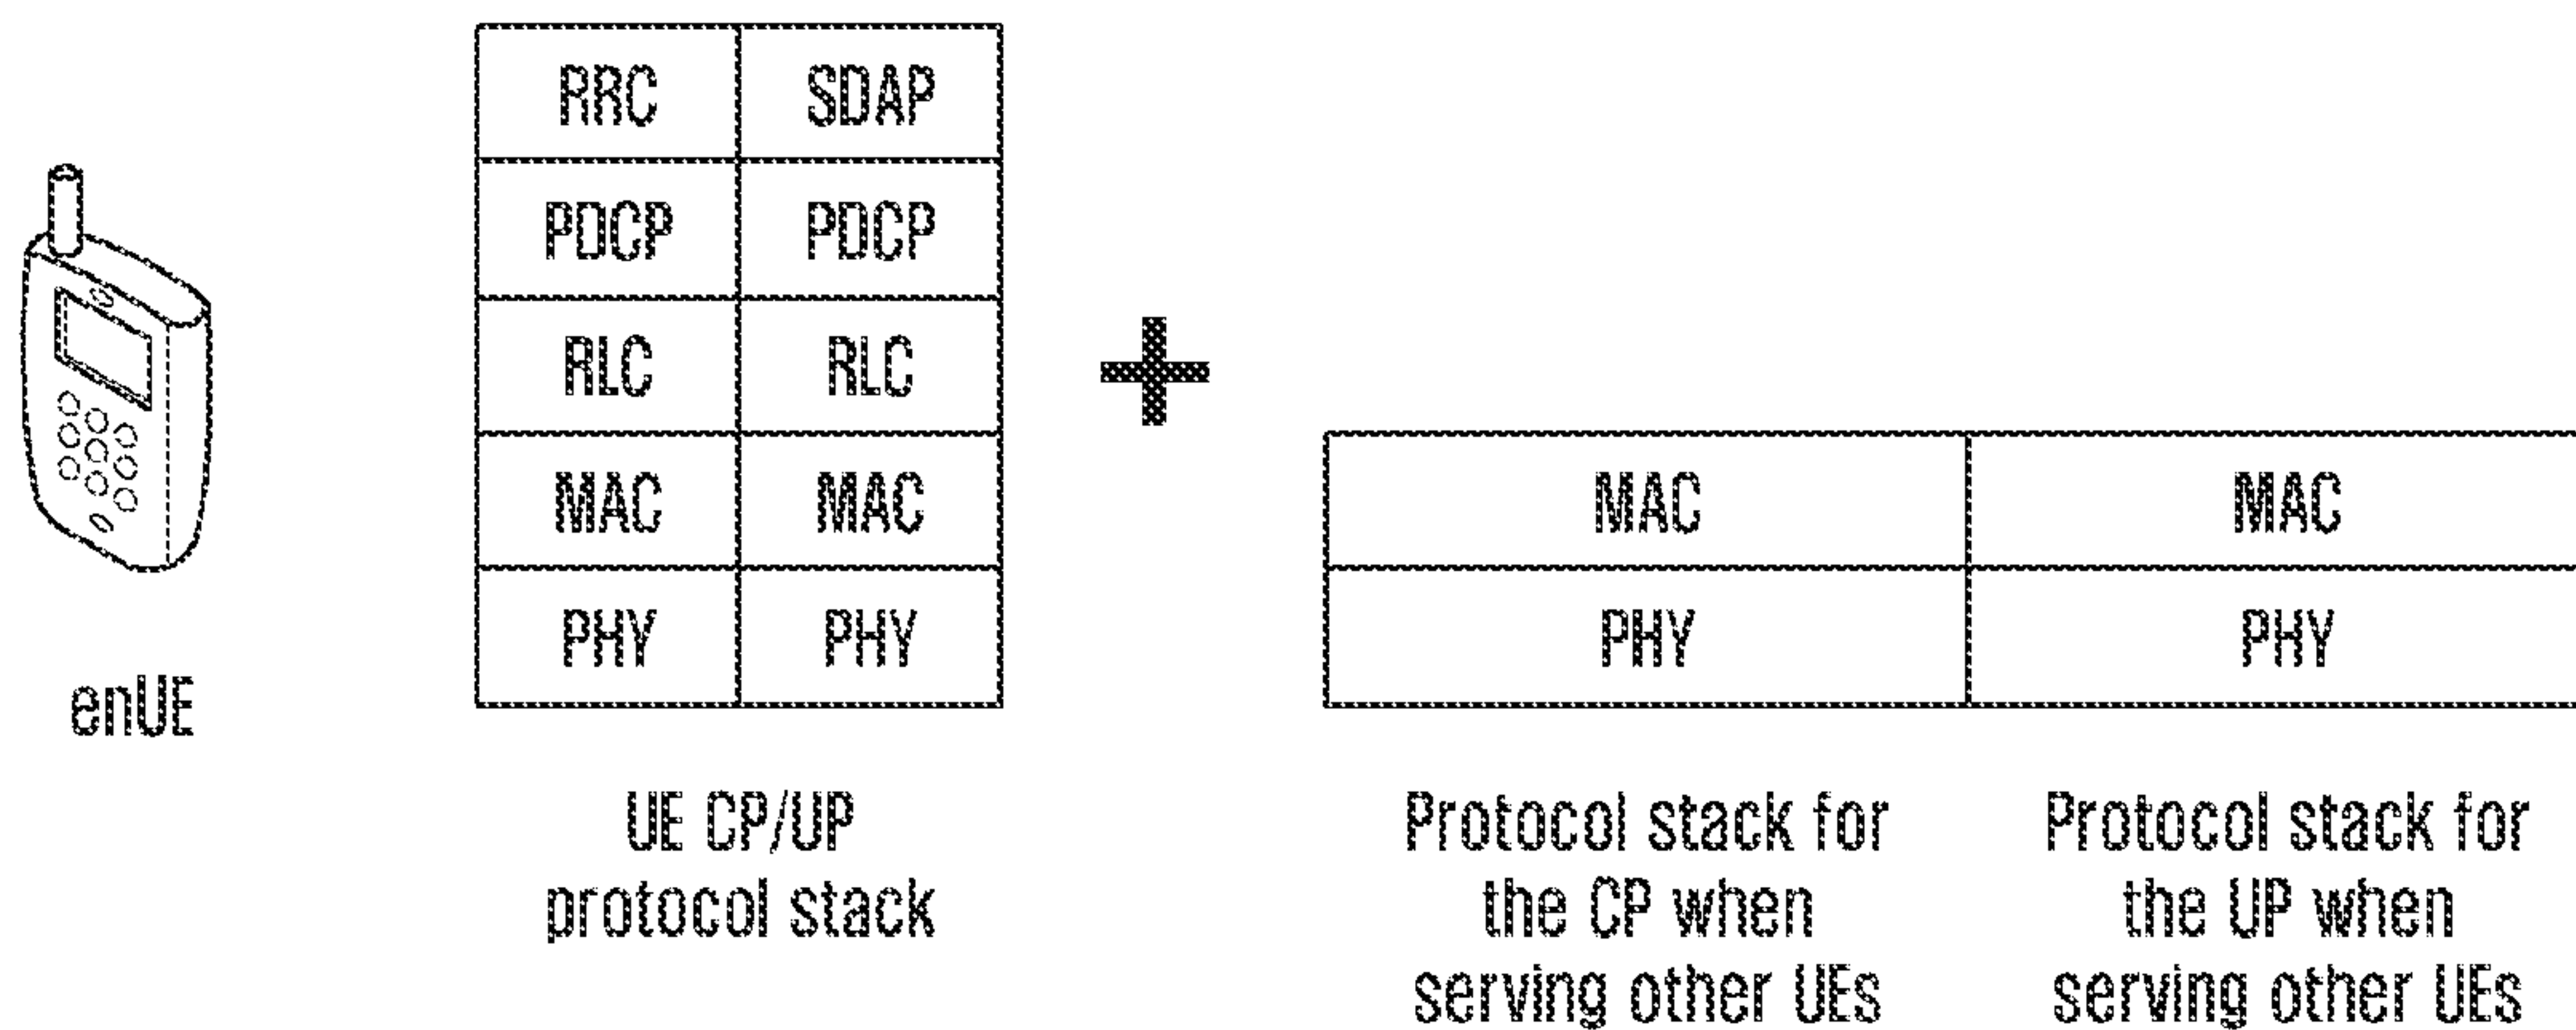 RRC SDAP
PDCP PDCP
RLC RLC
MAC MAC MAC MAC
PHY PHY PHY PHY
enUE
UE CP/UP
protocol stack
Protocol stack for
the CP when
serving other UEs
Protocol stack for
the UP when
serving other UEs